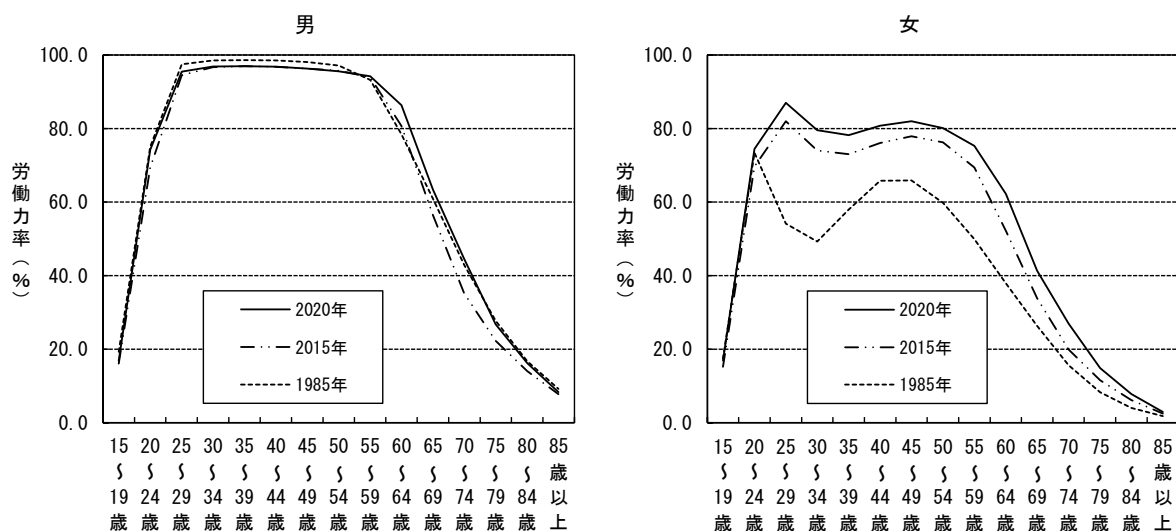 男
労働力率(%)
100.0
80.0
60.0
40.0
20.0
0.0
2020年
2015年
1985年
15~19歳
20~24歳
25~29歳
30~34歳
35~39歳
40~44歳
45~49歳
50~54歳
55~59歳
60~64歳
65~69歳
70~74歳
75~79歳
80~84歳
85歳以上
女
労働力率(%)
100.0
80.0
60.0
40.0
20.0
0.0
2020年
2015年
1985年
15~19歳
20~24歳
25~29歳
30~34歳
35~39歳
40~44歳
45~49歳
50~54歳
55~59歳
60~64歳
65~69歳
70~74歳
75~79歳
80~84歳
85歳以上